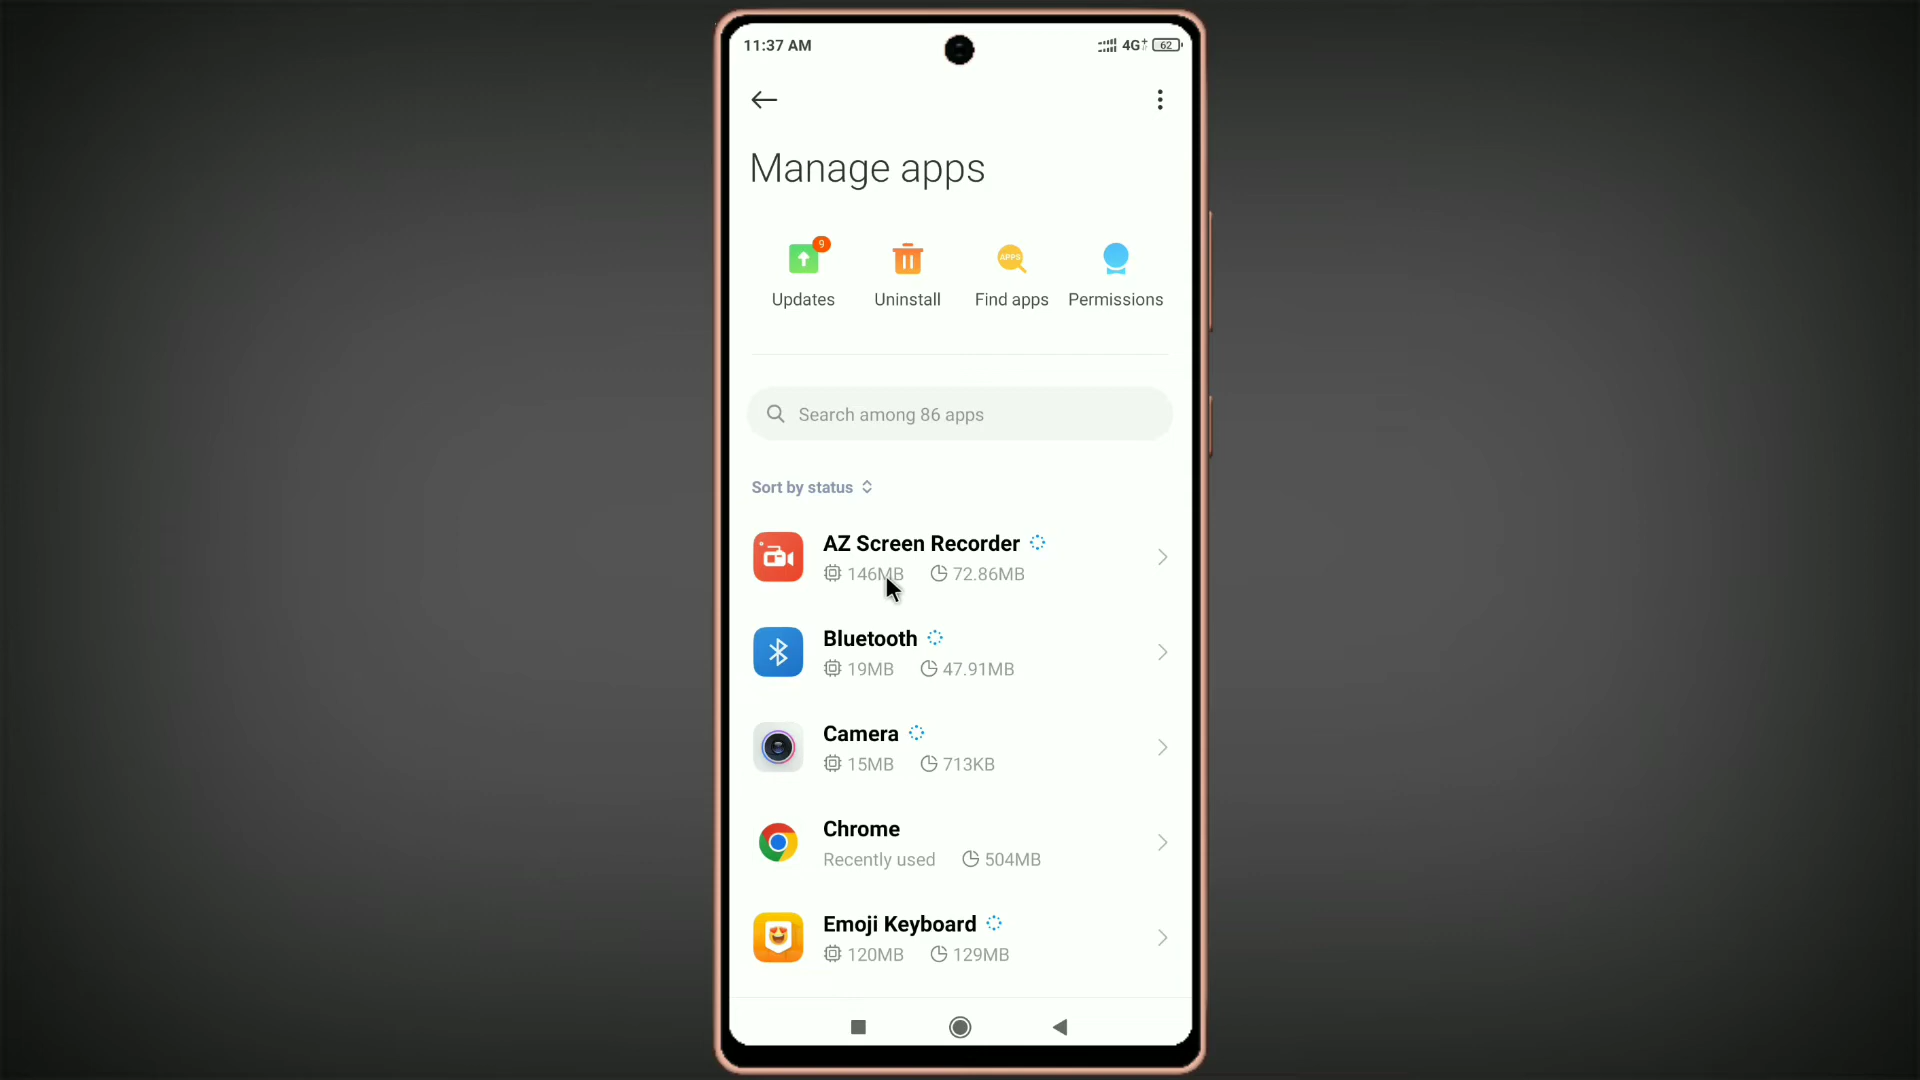 11:37 AM 4G+ 62
Manage apps
9
APPS
Updates Uninstall Find apps Permissions
Search among 86 apps
Sort by status
AZ Screen Recorder
146MB 72.86MB
Bluetooth
19MB 47.91MB
Camera
15MB 713KB
Chrome
Recently used 504MB
Emoji Keyboard
120MB 129MB